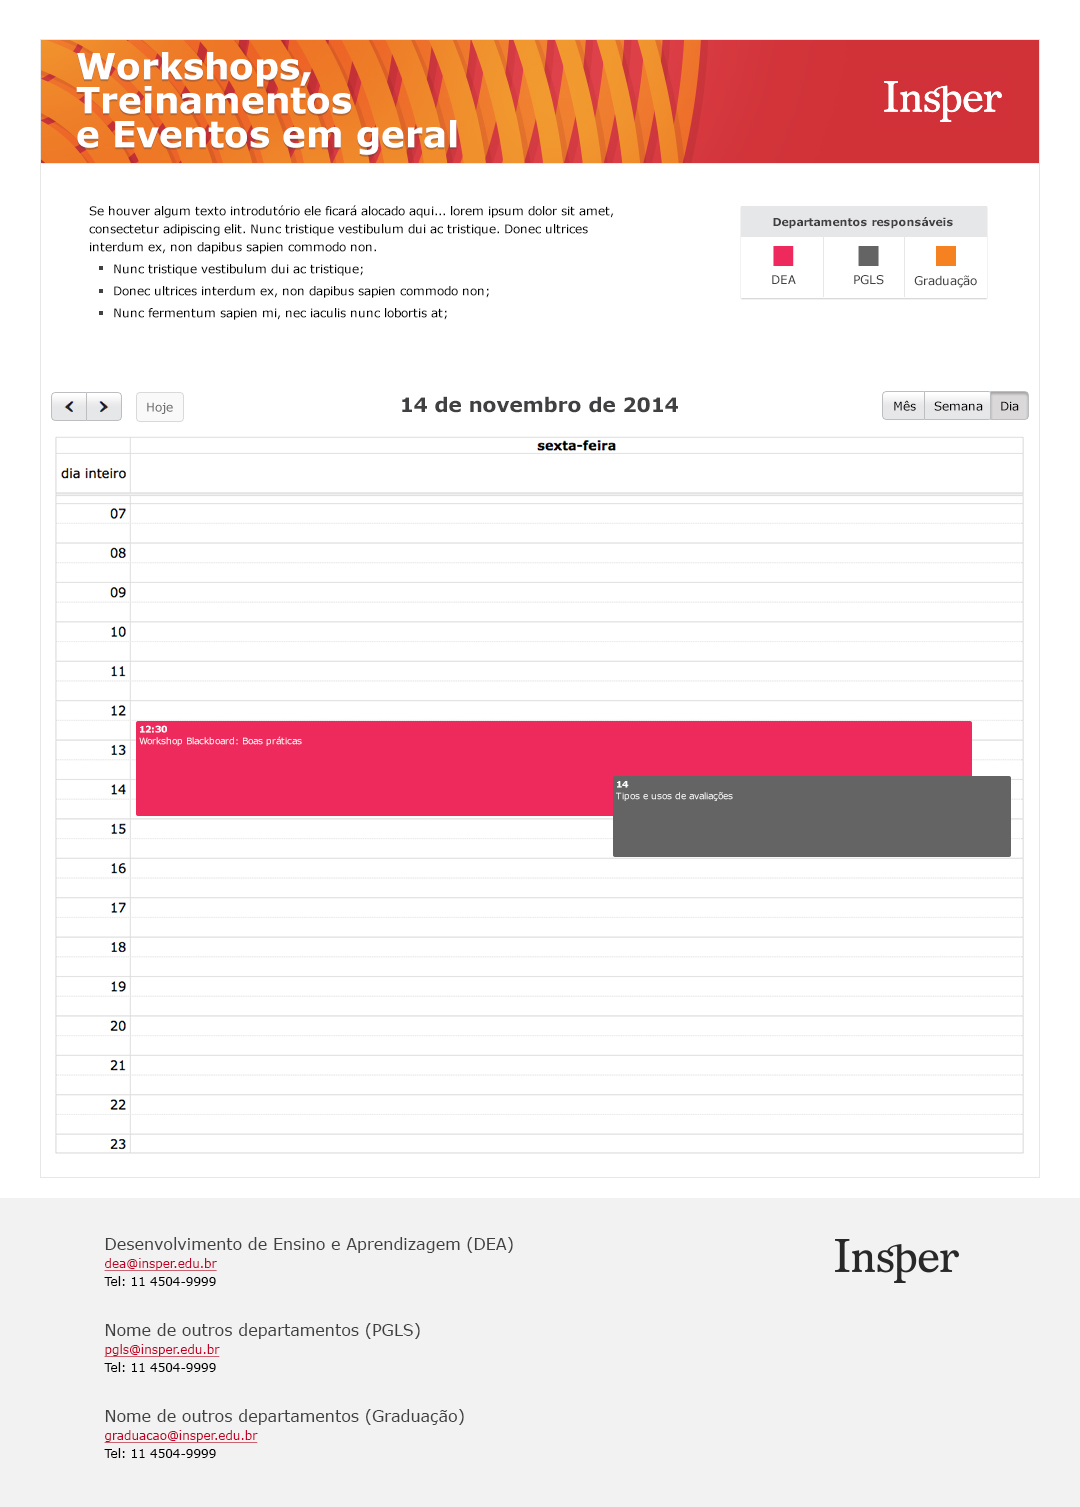 Workshops,
Treinamentos
e Eventos em geral
Insper
Se houver algum texto introdutório ele ficará alocado aqui... lorem ipsum dolor sit amet,
consectetur adipiscing elit. Nunc tristique vestibulum dui ac tristique. Donec ultrices
interdum ex, non dapibus sapien commodo non.
Nunc tristique vestibulum dui ac tristique;
Donec ultrices interdum ex, non dapibus sapien commodo non;
Nunc fermentum sapien mi, nec iaculis nunc lobortis at;
Departamentos responsáveis
DEA PGLS Graduação
Hoje
14 de novembro de 2014
Mês Semana Dia
sexta-feira
dia inteiro
07
08
09
10
11
12
12:30
Workshop Blackboard: Boas práticas
13
14
14
Tipos e usos de avaliações
15
16
17
18
19
20
21
22
23
Desenvolvimento de Ensino e Aprendizagem (DEA)
dea@insper.edu.br
Tel: 11 4504-9999
Insper
Nome de outros departamentos (PGLS)
pgls@insper.edu.br
Tel: 11 4504-9999
Nome de outros departamentos (Graduação)
graduacao@insper.edu.br
Tel: 11 4504-9999